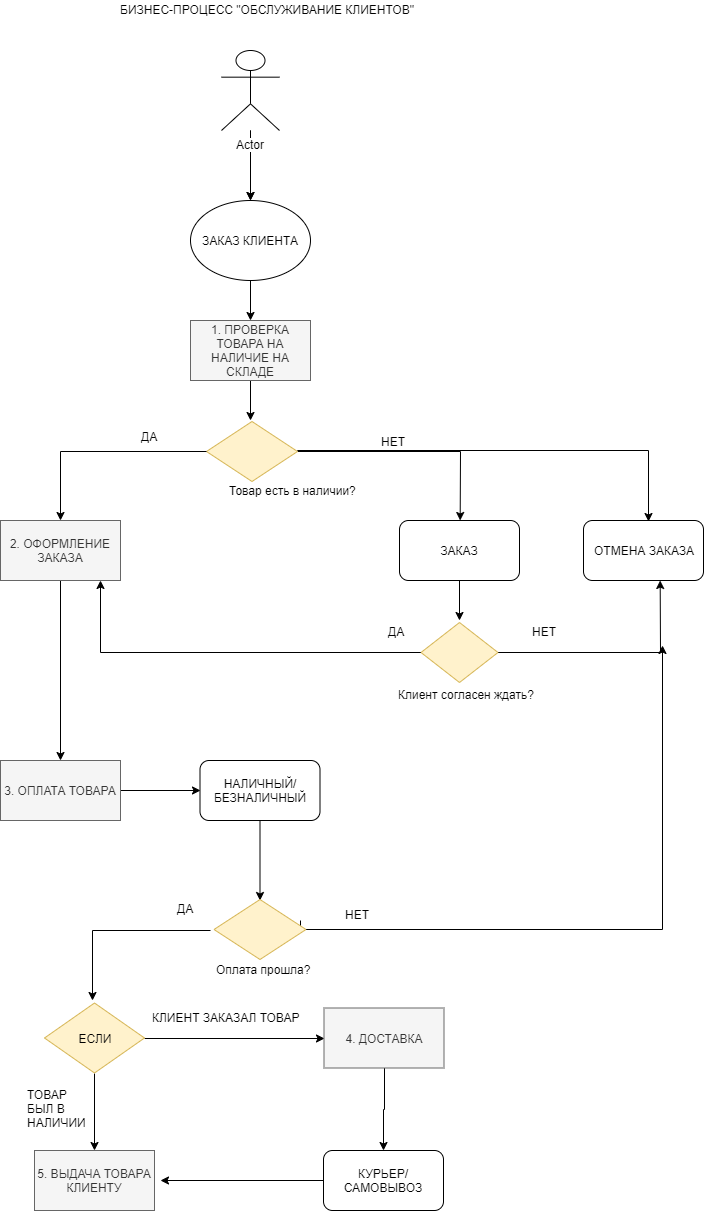 БИЗНЕС-ПРОЦЕСС "ОБСЛУЖИВАНИЕ КЛИЕНТОВ"
Actor
ЗАКАЗ КЛИЕНТА
1. ПРОВЕРКА
ТОВАРА НА
НАЛИЧИЕ НА
СКЛАДЕ
ДА
НЕТ
Товар есть в наличии?
2. ОФОРМЛЕНИЕ
ЗАКАЗА
ЗАКАЗ
ОТМЕНА ЗАКАЗА
ДА
НЕТ
Клиент согласен ждать?
3. ОПЛАТА ТОВАРА
НАЛИЧНЫЙ/
БЕЗНАЛИЧНЫЙ
ДА
НЕТ
Оплата прошла?
ЕСЛИ
КЛИЕНТ ЗАКАЗАЛ ТОВАР
4. ДОСТАВКА
ТОВАР
БЫЛ В
НАЛИЧИИ
5. ВЫДАЧА ТОВАРА
КЛИЕНТУ
КУРЬЕР/
САМОВЫВОЗ